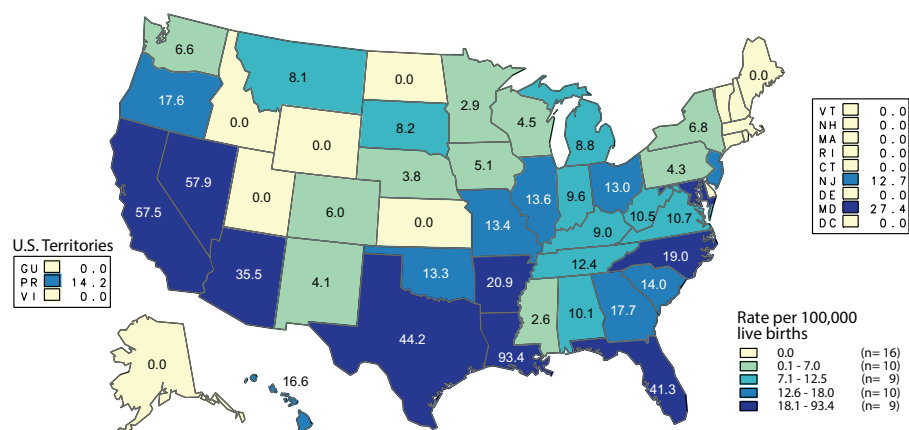 6.6
8.1
0.0
2.9
0.0
17.6
0.0
8.2
4.5
8.8
6.8
0.0
5.1
4.3
3.8
57.9
0.0
6.0
0.0
13.4
13.6
9.6
13.0
10.5
10.7
9.0
57.5
12.4
19.0
35.5
4.1
13.3
20.9
14.0
2.6
10.1
17.7
44.2
93.4
41.3
0.0
16.6
VT 0.0
NH 0.0
MA 0.0
RI 0.0
CT 0.0
NJ 12.7
DE 0.0
MD 27.4
DC 0.0
U.S. Territories
GU 0.0
PR 14.2
VI 0.0
Rate per 100,000
live births
0.0 (n= 16)
0.1 - 7.0 (n= 10)
7.1 - 12.5 (n= 9)
12.6 - 18.0 (n= 10)
18.1 - 93.4 (n= 9)